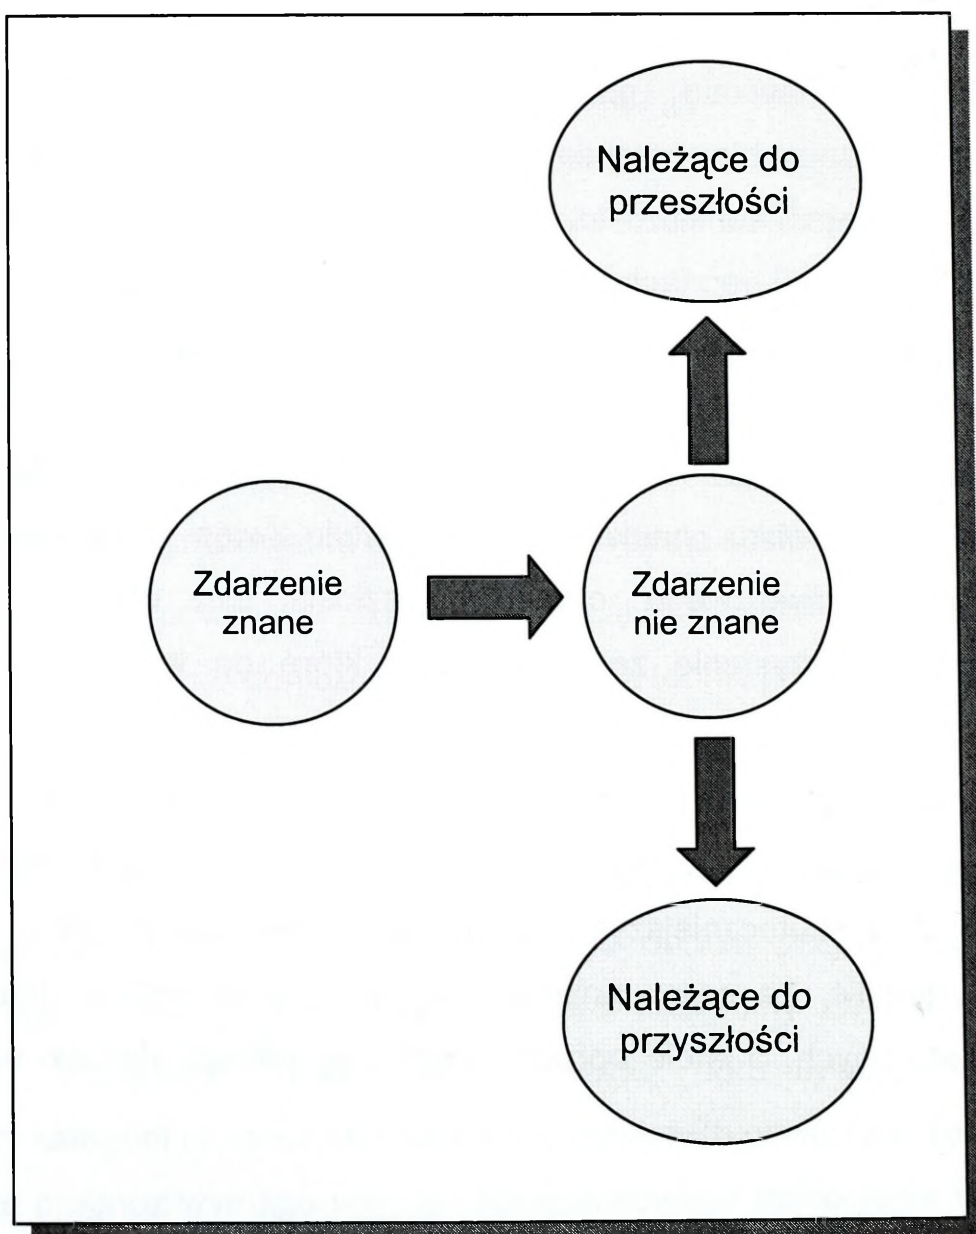 Należące do
przeszłości
Zdarzenie
znane
Zdarzenie
nie znane
Należące do
przyszłości